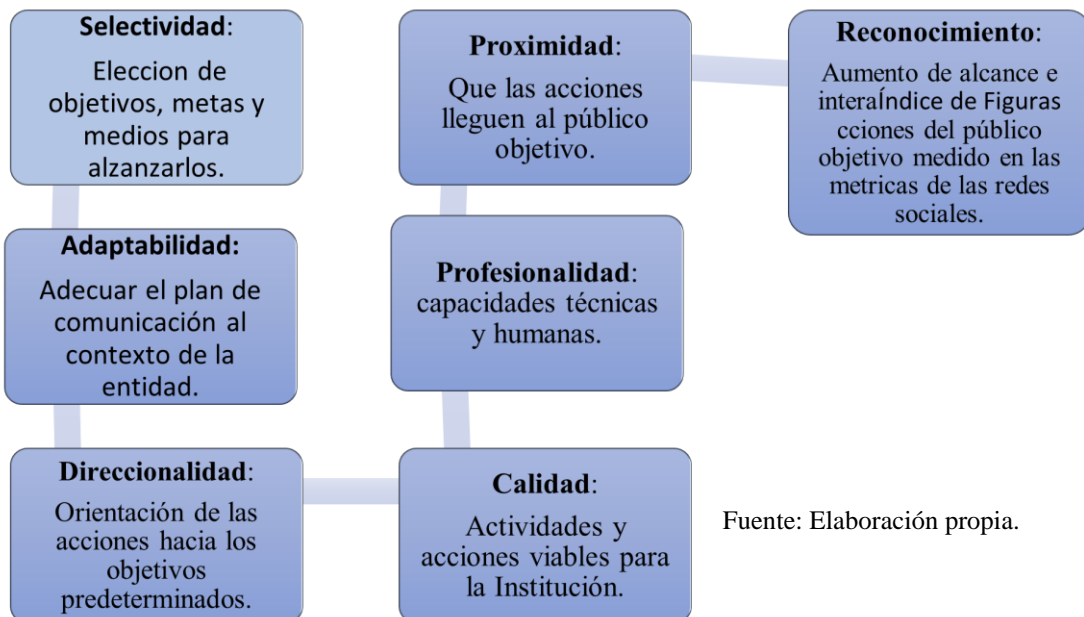 Selectividad:
Eleccion de
objetivos, metas y
medios para
alzanzarlos.
Adaptabilidad:
Adecuar el plan de
comunicación al
contexto de la
entidad.
Direccionalidad:
Orientación de las
acciones hacia los
objetivos
predeterminados.
Calidad:
Actividades y
acciones viables para
la Institución.
Profesionalidad:
capacidades técnicas
y humanas.
Proximidad:
Que las acciones
lleguen al público
objetivo.
Reconocimiento:
Aumento de alcance e
interaÍndice de Figuras
cciones del público
objetivo medido en las
metricas de las redes
sociales.
Fuente: Elaboración propia.